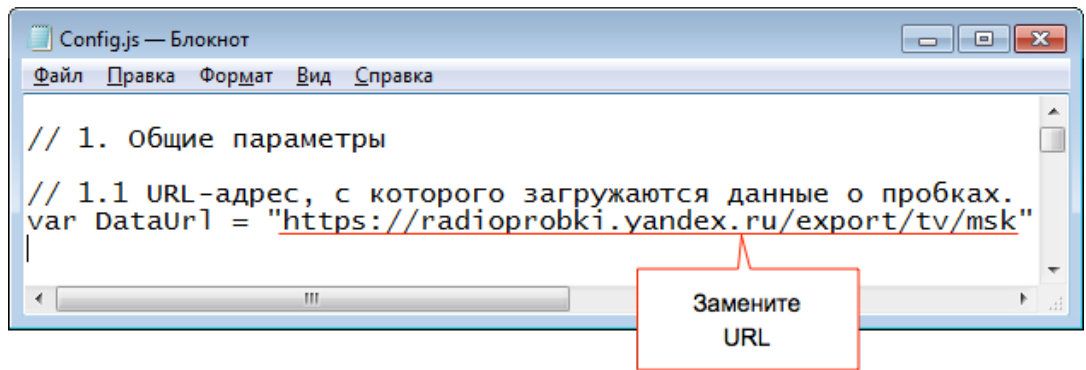 Config.js — Блокнот
Файл Правка Формат Вид Справка
// 1. Общие параметры
// 1.1 URL-адрес, с которого загружаются данные о пробках.
var DataUrl = "https://radioprobki.yandex.ru/export/tv/msk"
Замените
URL